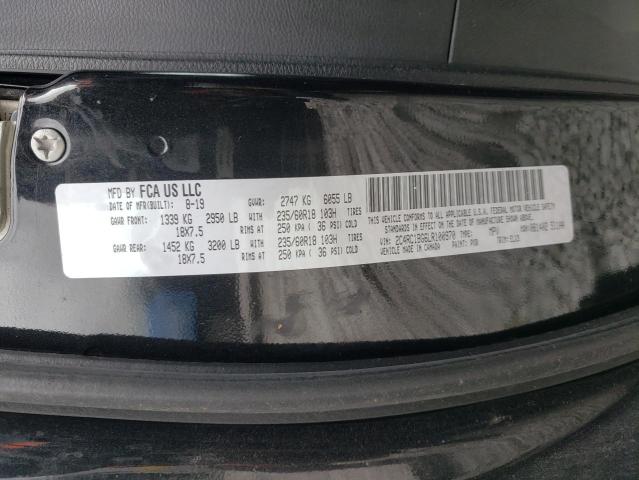 MFD BY FCA US LLC
DATE OF MFR(BUILT): 8-19 GVWR: 2747 KG 6055 LB
GAWR FRONT: 1339 KG 2950 LB WITH 235/60R18 103H TIRES
18X7.5 RIMS AT 250 KPA ( 36 PSI COLD)
GAWR REAR: 1452 KG 3200 LB WITH 235/60R18 103H TIRES
18X7.5 RIMS AT 250 KPA ( 36 PSI COLD)
THIS VEHICLE CONFORMS TO ALL APPLICABLE U.S.A. FEDERAL MOTOR VEHICLE SAFETY
STANDARDS IN EFFECT ON THE DATE OF MANUFACTURE SHOWN ABOVE.
VIN: 2C4RC1BG6LR100970 TYPE: MPV
VEHICLE MADE IN CANADA PAINT: PXR